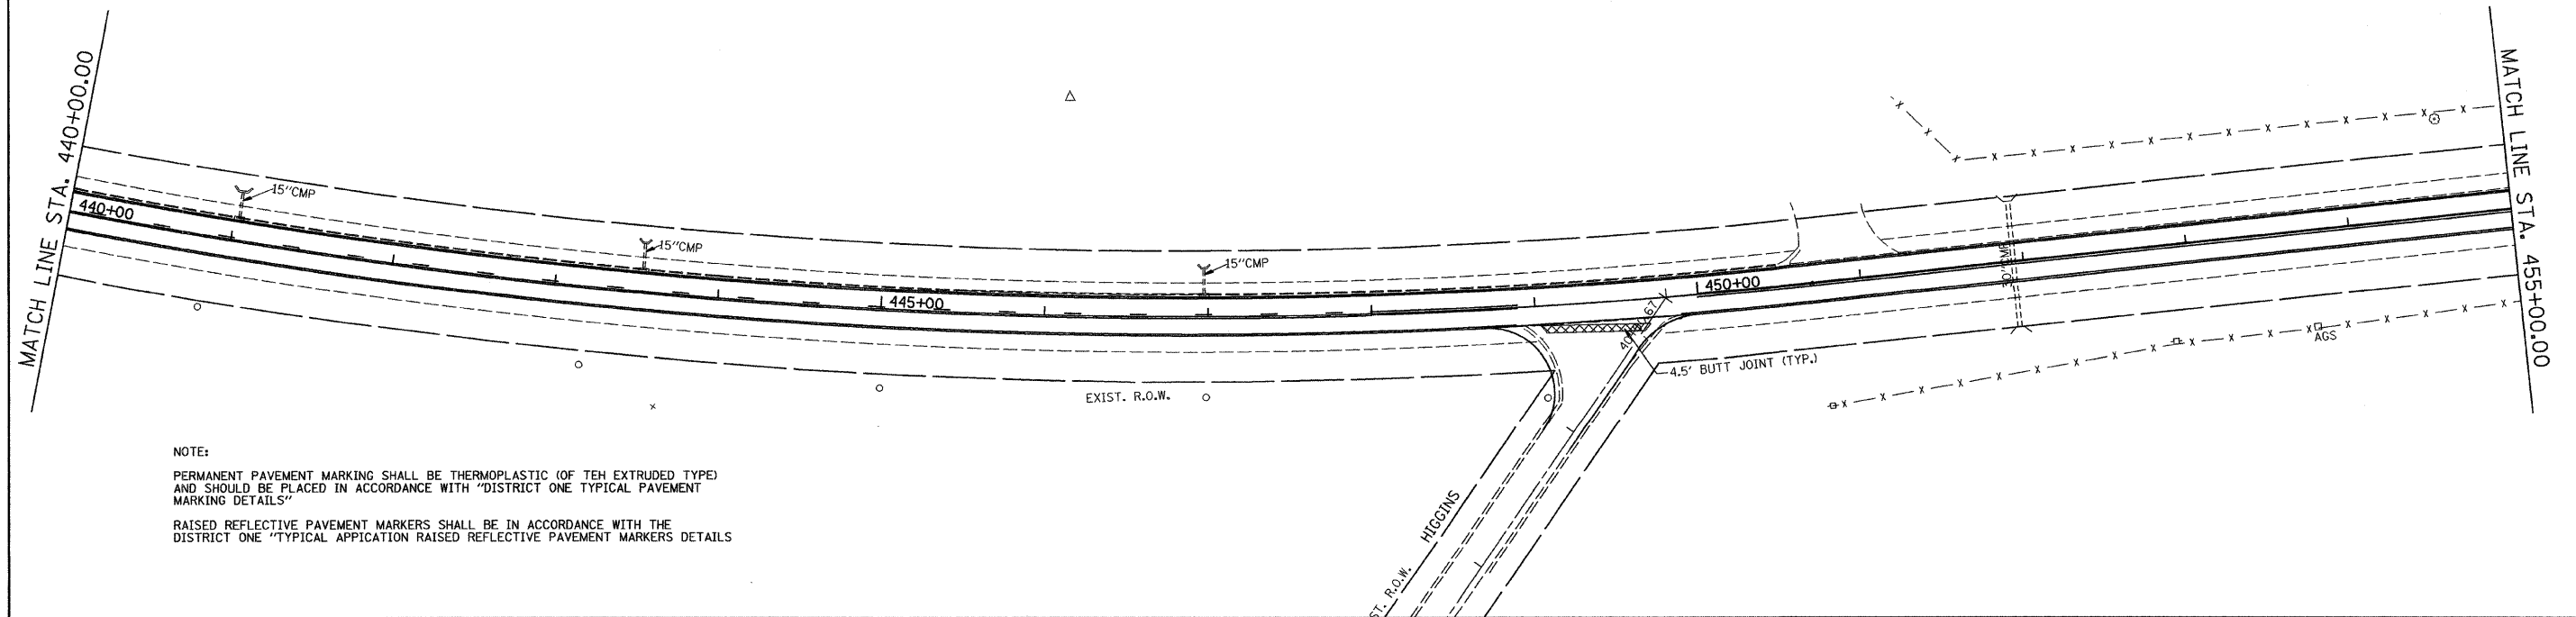 MATCH LINE STA. 440+00.00
440+00
15"CMP
15"CMP
445+00
15"CMP
EXIST. R.O.W.
450+00
4.5' BUTT JOINT (TYP.)
AGS
MATCH LINE STA. 455+00.00
HIGGINS
ST. R.O.W.
NOTE:
PERMANENT PAVEMENT MARKING SHALL BE THERMOPLASTIC (OF TEH EXTRUDED TYPE)
AND SHOULD BE PLACED IN ACCORDANCE WITH "DISTRICT ONE TYPICAL PAVEMENT
MARKING DETAILS"
RAISED REFLECTIVE PAVEMENT MARKERS SHALL BE IN ACCORDANCE WITH THE
DISTRICT ONE "TYPICAL APPICATION RAISED REFLECTIVE PAVEMENT MARKERS DETAILS